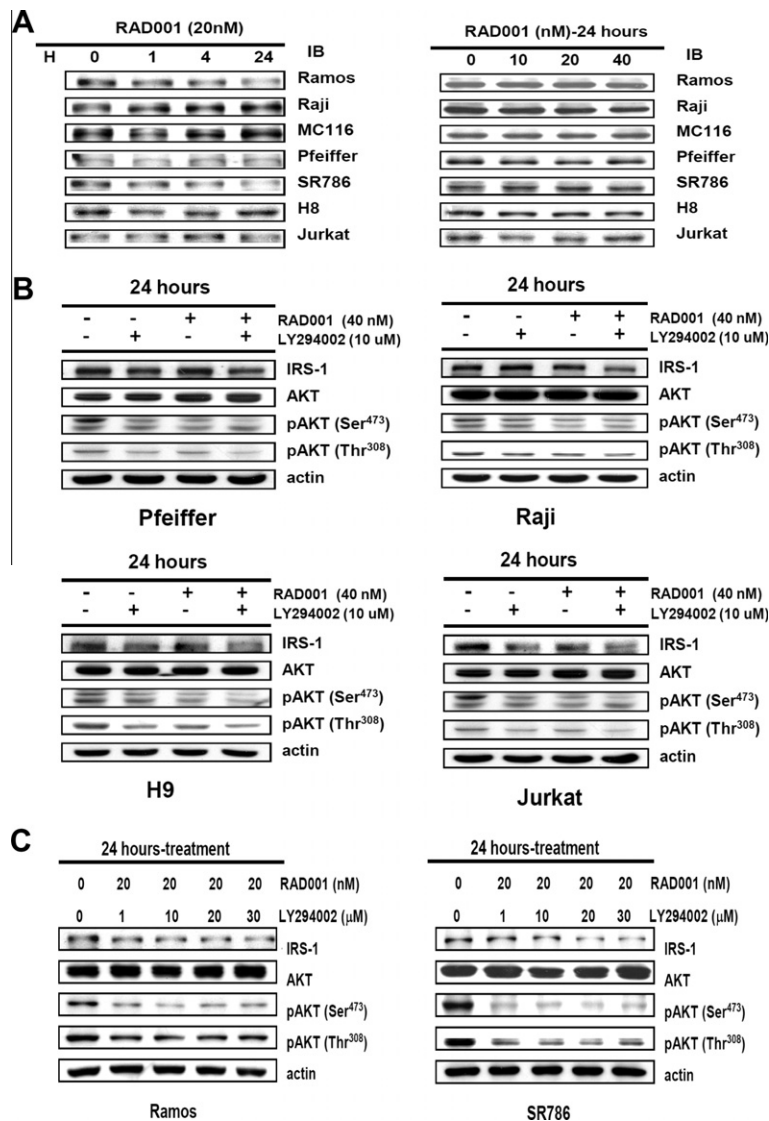 A
RAD001 (20nM)
H 0 1 4 24 IB
Ramos
Raji
MC116
Pfeiffer
SR786
H8
Jurkat
RAD001 (nM)-24 hours
0 10 20 40 IB
Ramos
Raji
MC116
Pfeiffer
SR786
H8
Jurkat
B
24 hours
- - + + RAD001 (40 nM)
- + - + LY294002 (10 uM)
IRS-1
AKT
pAKT (Ser473)
pAKT (Thr308)
actin
Pfeiffer
24 hours
- - + + RAD001 (40 nM)
- + - + LY294002 (10 uM)
IRS-1
AKT
pAKT (Ser473)
pAKT (Thr308)
actin
Raji
24 hours
- - + + RAD001 (40 nM)
- + - + LY294002 (10 uM)
IRS-1
AKT
pAKT (Ser473)
pAKT (Thr308)
actin
H9
24 hours
- - + + RAD001 (40 nM)
- + - + LY294002 (10 uM)
IRS-1
AKT
pAKT (Ser473)
pAKT (Thr308)
actin
Jurkat
C
24 hours-treatment
0 20 20 20 20 RAD001 (nM)
0 1 10 20 30 LY294002 (μM)
IRS-1
AKT
pAKT (Ser473)
pAKT (Thr308)
actin
Ramos
24 hours-treatment
0 20 20 20 20 RAD001 (nM)
0 1 10 20 30 LY294002 (μM)
IRS-1
AKT
pAKT (Ser473)
pAKT (Thr308)
actin
SR786